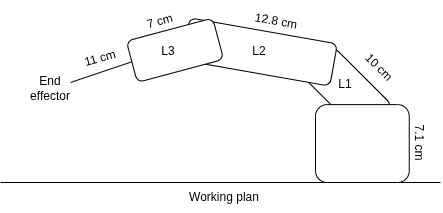 7 cm
12.8 cm
11 cm
L3
L2
10 cm
End
effector
L1
7.1 cm
Working plan